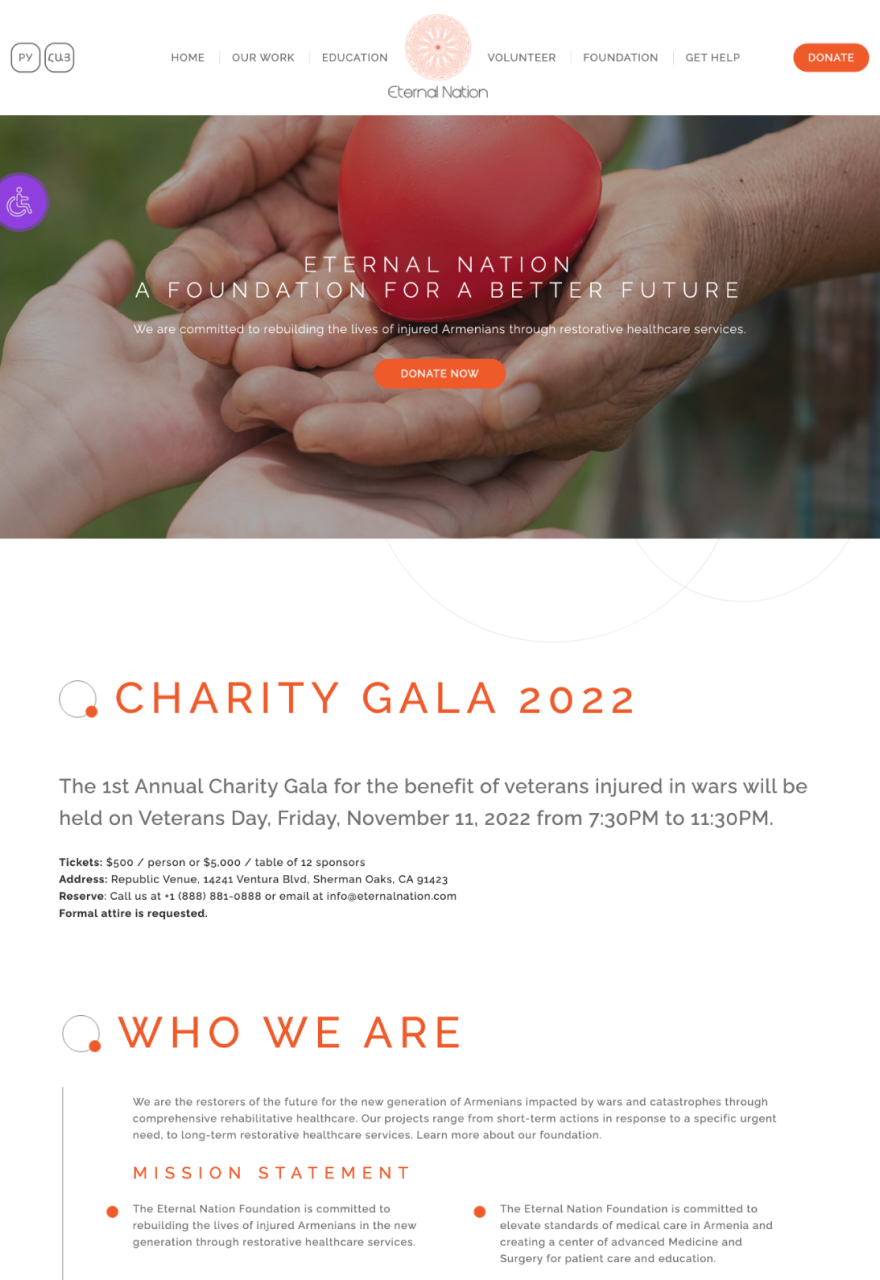 РУ
ՀԱՅ
HOME
OUR WORK
EDUCATION
Eternal Nation
VOLUNTEER
FOUNDATION
GET HELP
DONATE
ETERNAL NATION
A FOUNDATION FOR A BETTER FUTURE
We are committed to rebuilding the lives of injured Armenians through restorative healthcare services.
DONATE NOW
CHARITY GALA 2022
The 1st Annual Charity Gala for the benefit of veterans injured in wars will be
held on Veterans Day, Friday, November 11, 2022 from 7:30PM to 11:30PM.
Tickets: $500 / person or $5,000 / table of 12 sponsors
Address: Republic Venue, 14241 Ventura Blvd, Sherman Oaks, CA 91423
Reserve: Call us at +1 (888) 881-0888 or email at info@eternalnation.com
Formal attire is requested.
WHO WE ARE
We are the restorers of the future for the new generation of Armenians impacted by wars and catastrophes through
comprehensive rehabilitative healthcare. Our projects range from short-term actions in response to a specific urgent
need, to long-term restorative healthcare services. Learn more about our foundation.
MISSION STATEMENT
The Eternal Nation Foundation is committed to
rebuilding the lives of injured Armenians in the new
generation through restorative healthcare services.
The Eternal Nation Foundation is committed to
elevate standards of medical care in Armenia and
creating a center of advanced Medicine and
Surgery for patient care and education.